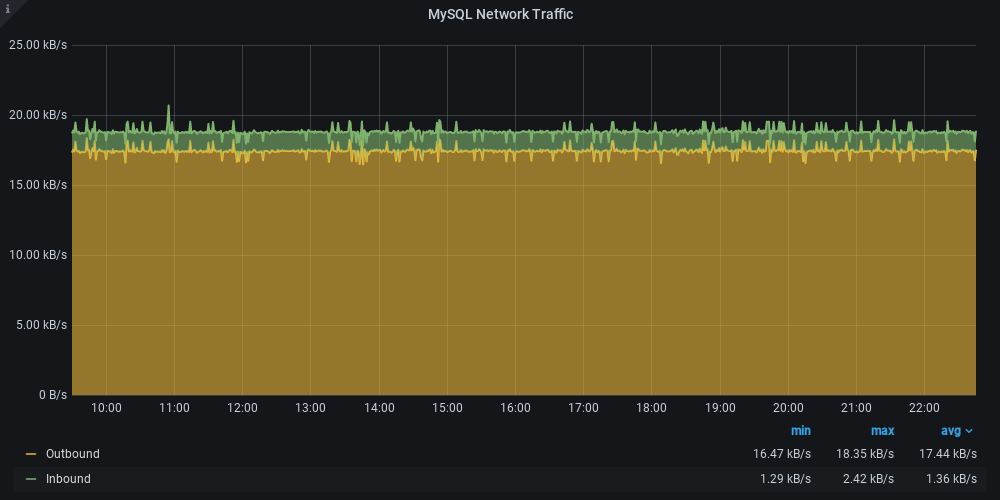 i
MySQL Network Traffic
25.00 kB/s
20.00 kB/s
15.00 kB/s
10.00 kB/s
5.00 kB/s
0 B/s
10:00 11:00 12:00 13:00 14:00 15:00 16:00 17:00 18:00 19:00 20:00 21:00 22:00
min max avg
Outbound 16.47 kB/s 18.35 kB/s 17.44 kB/s
Inbound 1.29 kB/s 2.42 kB/s 1.36 kB/s